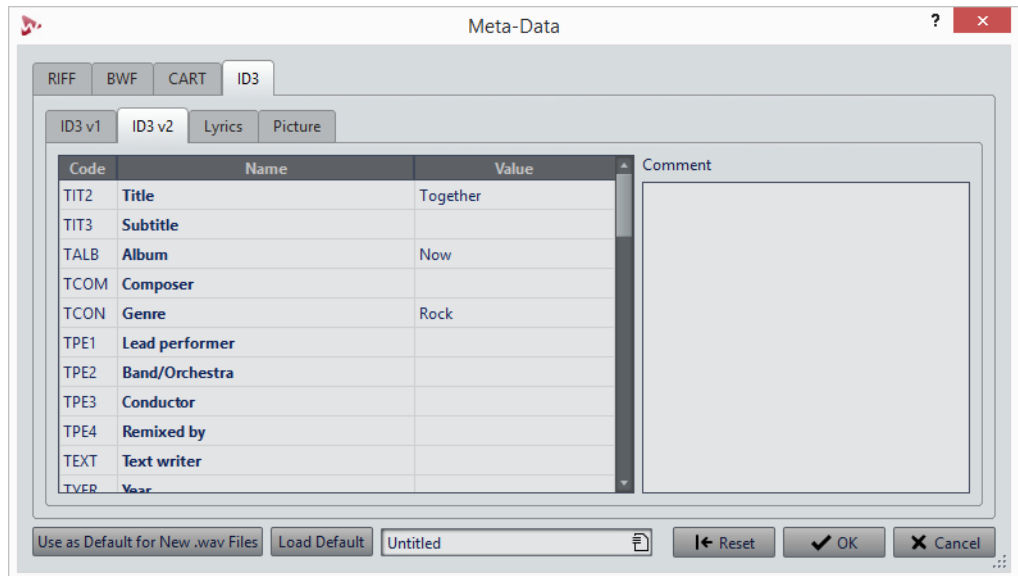 Meta-Data ?
RIFF BWF CART ID3
ID3 v1 ID3 v2 Lyrics Picture
Code Name Value Comment
TIT2 Title Together
TIT3 Subtitle
TALB Album Now
TCOM Composer
TCON Genre Rock
TPE1 Lead performer
TPE2 Band/Orchestra
TPE3 Conductor
TPE4 Remixed by
TEXT Text writer
TYER Year
Use as Default for New .wav Files Load Default Untitled Reset OK Cancel